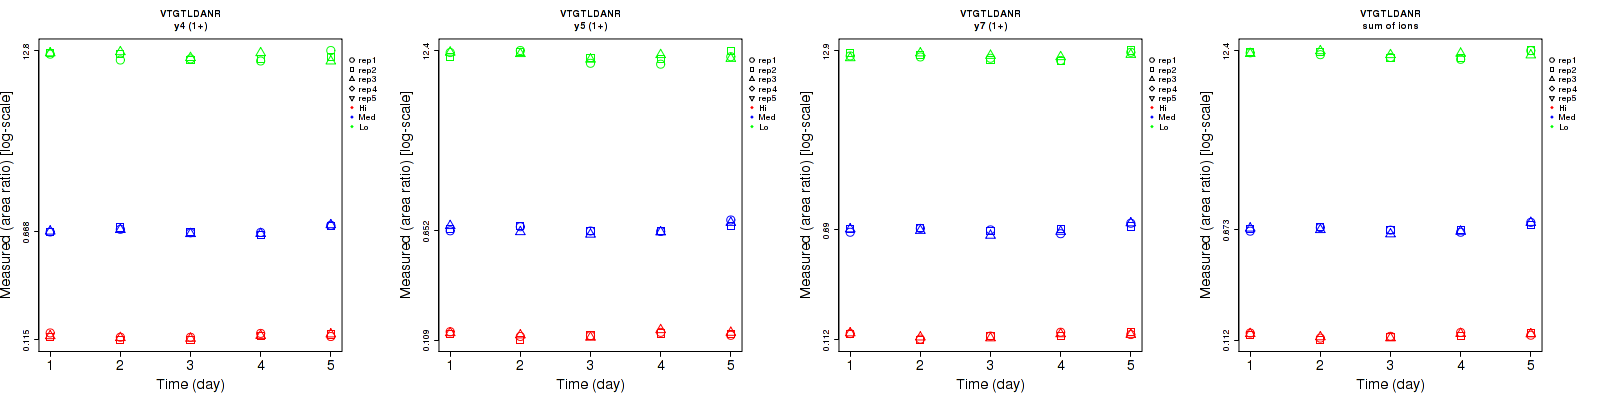 VTGTLDANR
y4 (1+)
Measured (area ratio) [log-scale]
12.8
0.668
0.115
1 2 3 4 5
Time (day)
rep1
rep2
rep3
rep4
rep5
Hi
Med
Lo
VTGTLDANR
y5 (1+)
Measured (area ratio) [log-scale]
12.4
0.652
0.109
1 2 3 4 5
Time (day)
rep1
rep2
rep3
rep4
rep5
Hi
Med
Lo
VTGTLDANR
y7 (1+)
Measured (area ratio) [log-scale]
12.9
0.69
0.112
1 2 3 4 5
Time (day)
rep1
rep2
rep3
rep4
rep5
Hi
Med
Lo
VTGTLDANR
sum of ions
Measured (area ratio) [log-scale]
12.4
0.673
0.112
1 2 3 4 5
Time (day)
rep1
rep2
rep3
rep4
rep5
Hi
Med
Lo